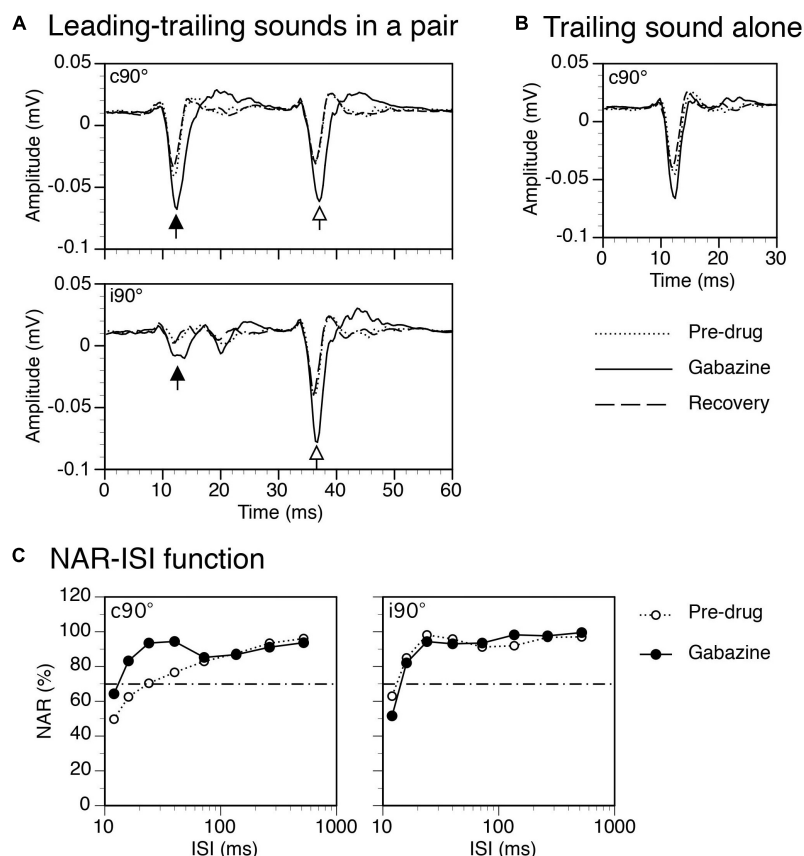 A Leading-trailing sounds in a pair
B Trailing sound alone
c90°
0.05
0
-0.05
-0.1
Amplitude (mV)
i90°
0.05
0
-0.05
-0.1
Amplitude (mV)
0 10 20 30 40 50 60
Time (ms)
c90°
0.05
0
-0.05
-0.1
Amplitude (mV)
0 10 20 30
Time (ms)
Pre-drug
Gabazine
Recovery
C NAR-ISI function
c90°
120
100
80
60
40
20
0
NAR (%)
10 100 1000
ISI (ms)
i90°
10 100 1000
ISI (ms)
Pre-drug
Gabazine